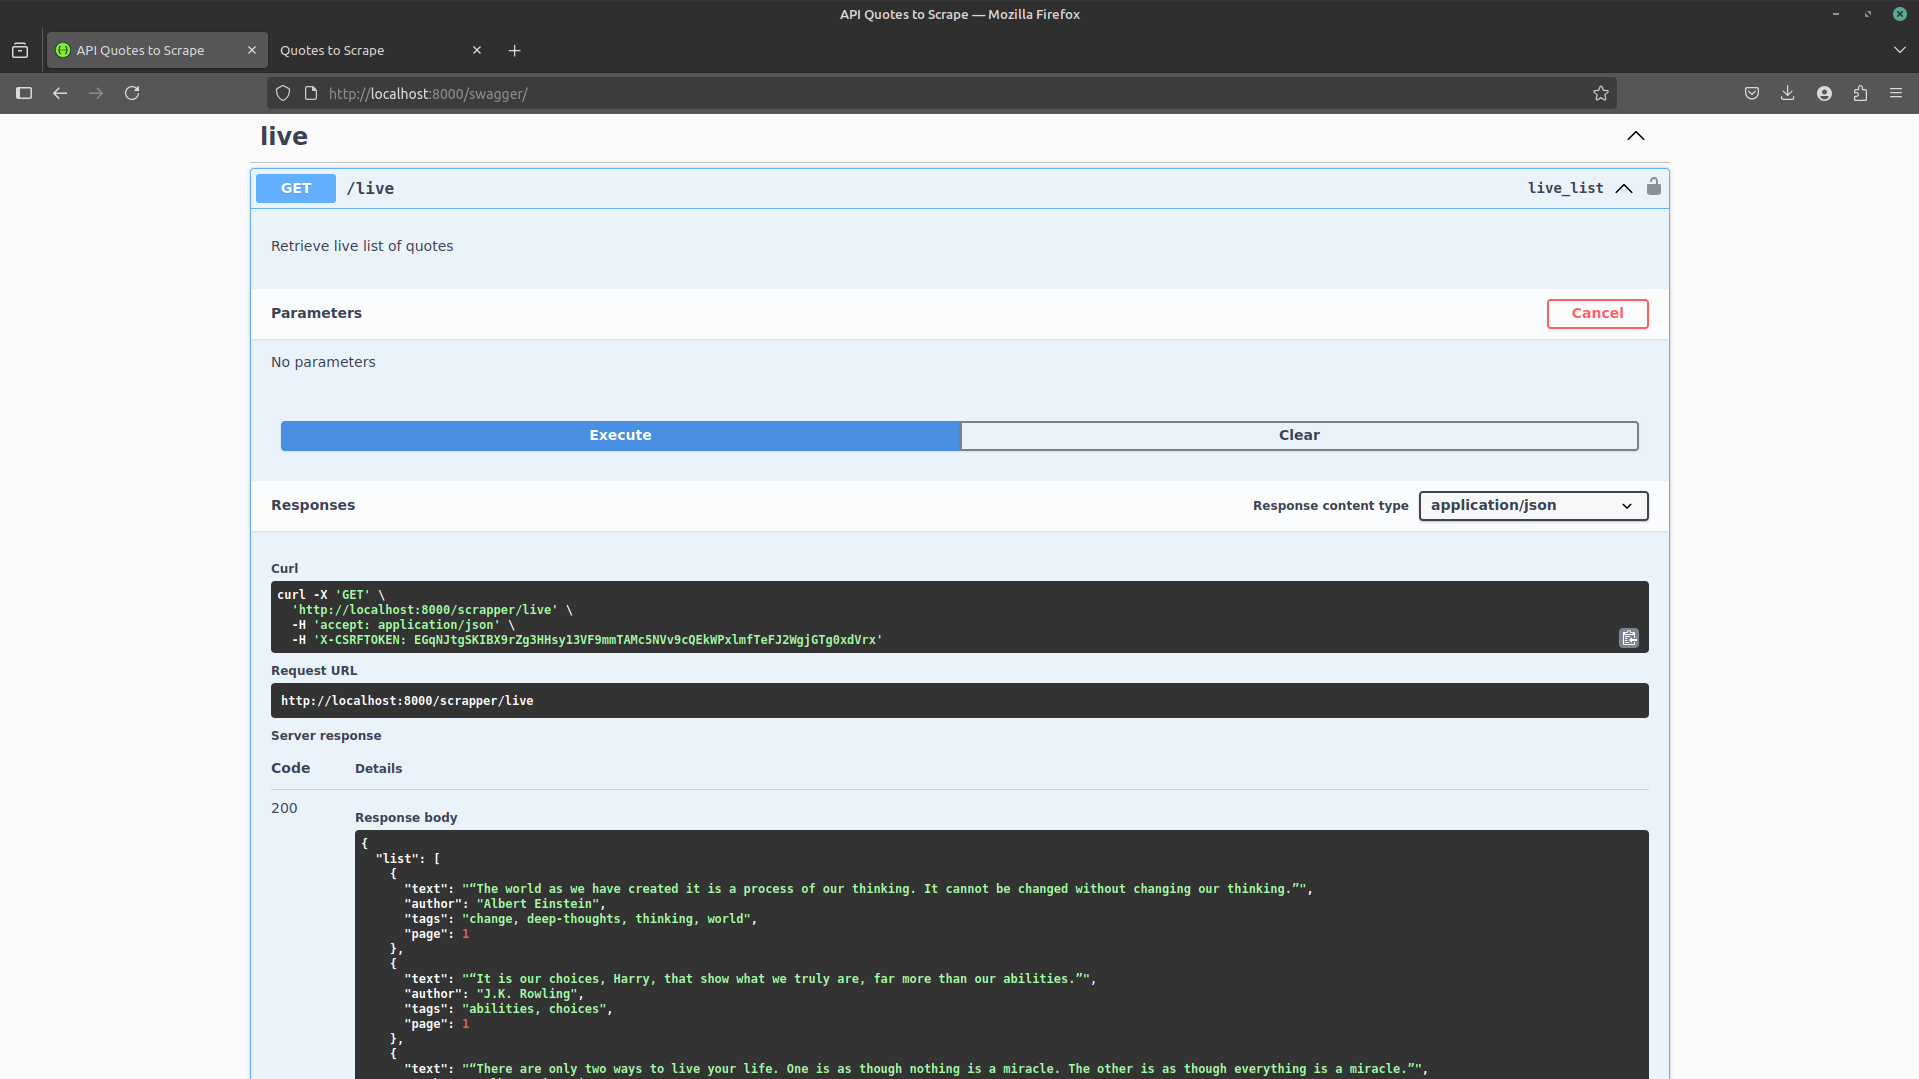 API Quotes to Scrape — Mozilla Firefox
API Quotes to Scrape
Quotes to Scrape
http://localhost:8000/swagger/
live
GET /live live_list
Retrieve live list of quotes
Parameters Cancel
No parameters
Execute Clear
Responses Response content type application/json
Curl
curl -X 'GET' \
'http://localhost:8000/scrapper/live' \
-H 'accept: application/json' \
-H 'X-CSRFTOKEN: EGqNJtgSKIBX9rZg3HHsy13VF9mmTAMc5NVv9cQEkWPxlmfTeFJ2WgjGTg0xdVrx'
Request URL
http://localhost:8000/scrapper/live
Server response
Code Details
200
Response body
{
"list": [
{
"text": "“The world as we have created it is a process of our thinking. It cannot be changed without changing our thinking.”",
"author": "Albert Einstein",
"tags": "change, deep-thoughts, thinking, world",
"page": 1
},
{
"text": "“It is our choices, Harry, that show what we truly are, far more than our abilities.”",
"author": "J.K. Rowling",
"tags": "abilities, choices",
"page": 1
},
{
"text": "“There are only two ways to live your life. One is as though nothing is a miracle. The other is as though everything is a miracle.”",